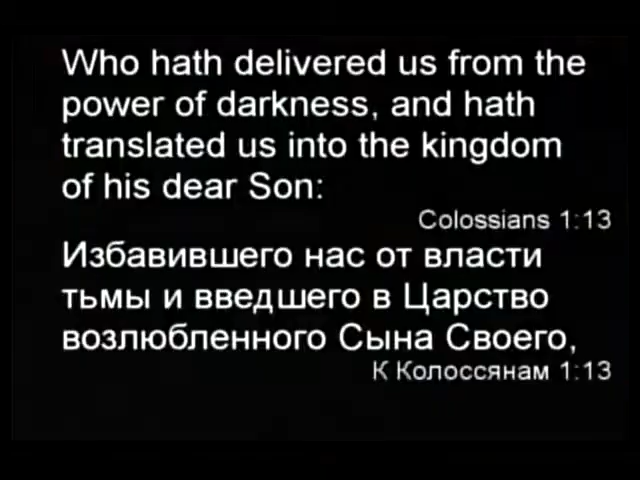 Who hath delivered us from the
power of darkness, and hath
translated us into the kingdom
of his dear Son:
Colossians 1:13
Избавившего нас от власти
тьмы и введшего в Царство
возлюбленного Сына Своего,
К Колоссянам 1:13